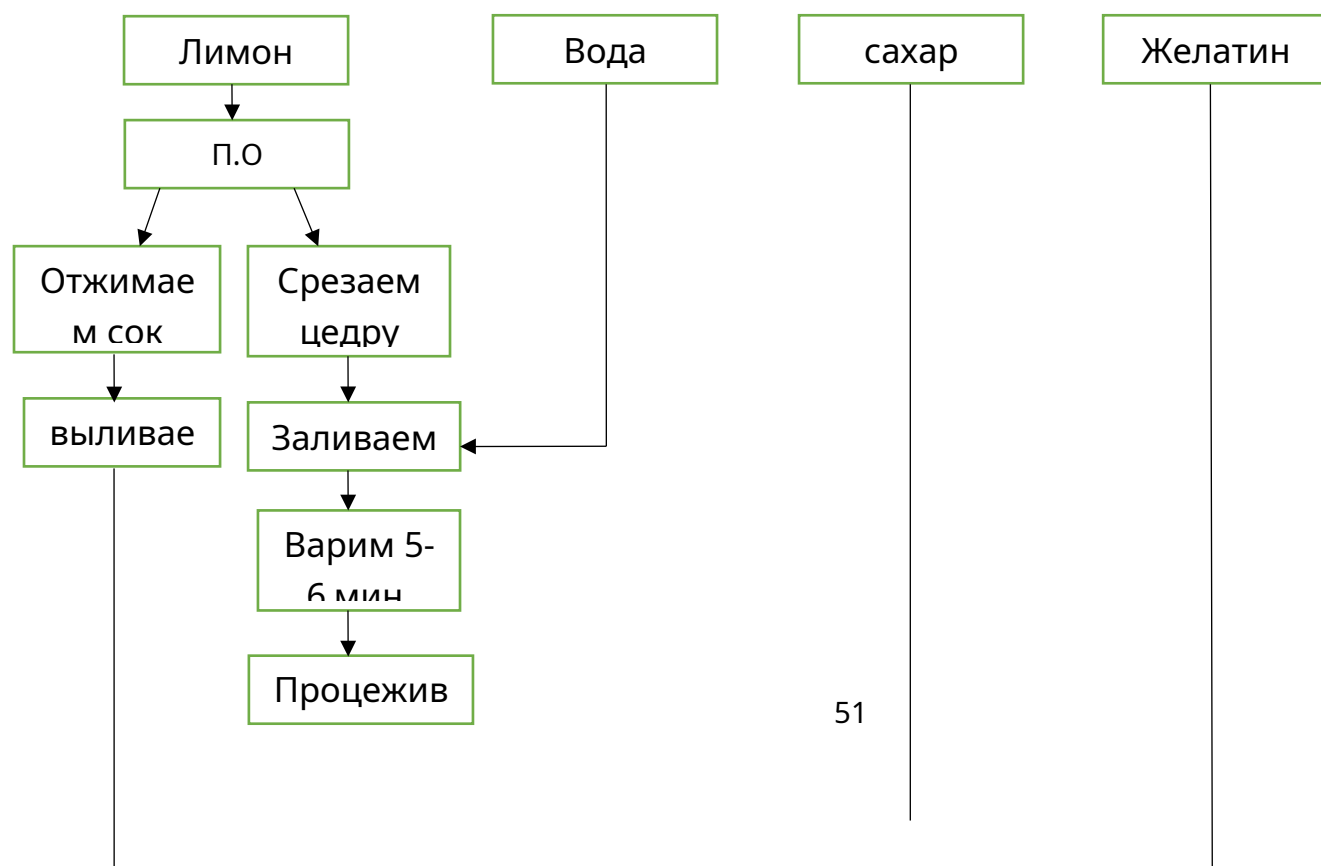 Лимон
Вода
сахар
Желатин
П.О
Отжимае
м сок
Срезаем
цедру
выливае
Заливаем
Варим 5-
6 мин
Процежив
51